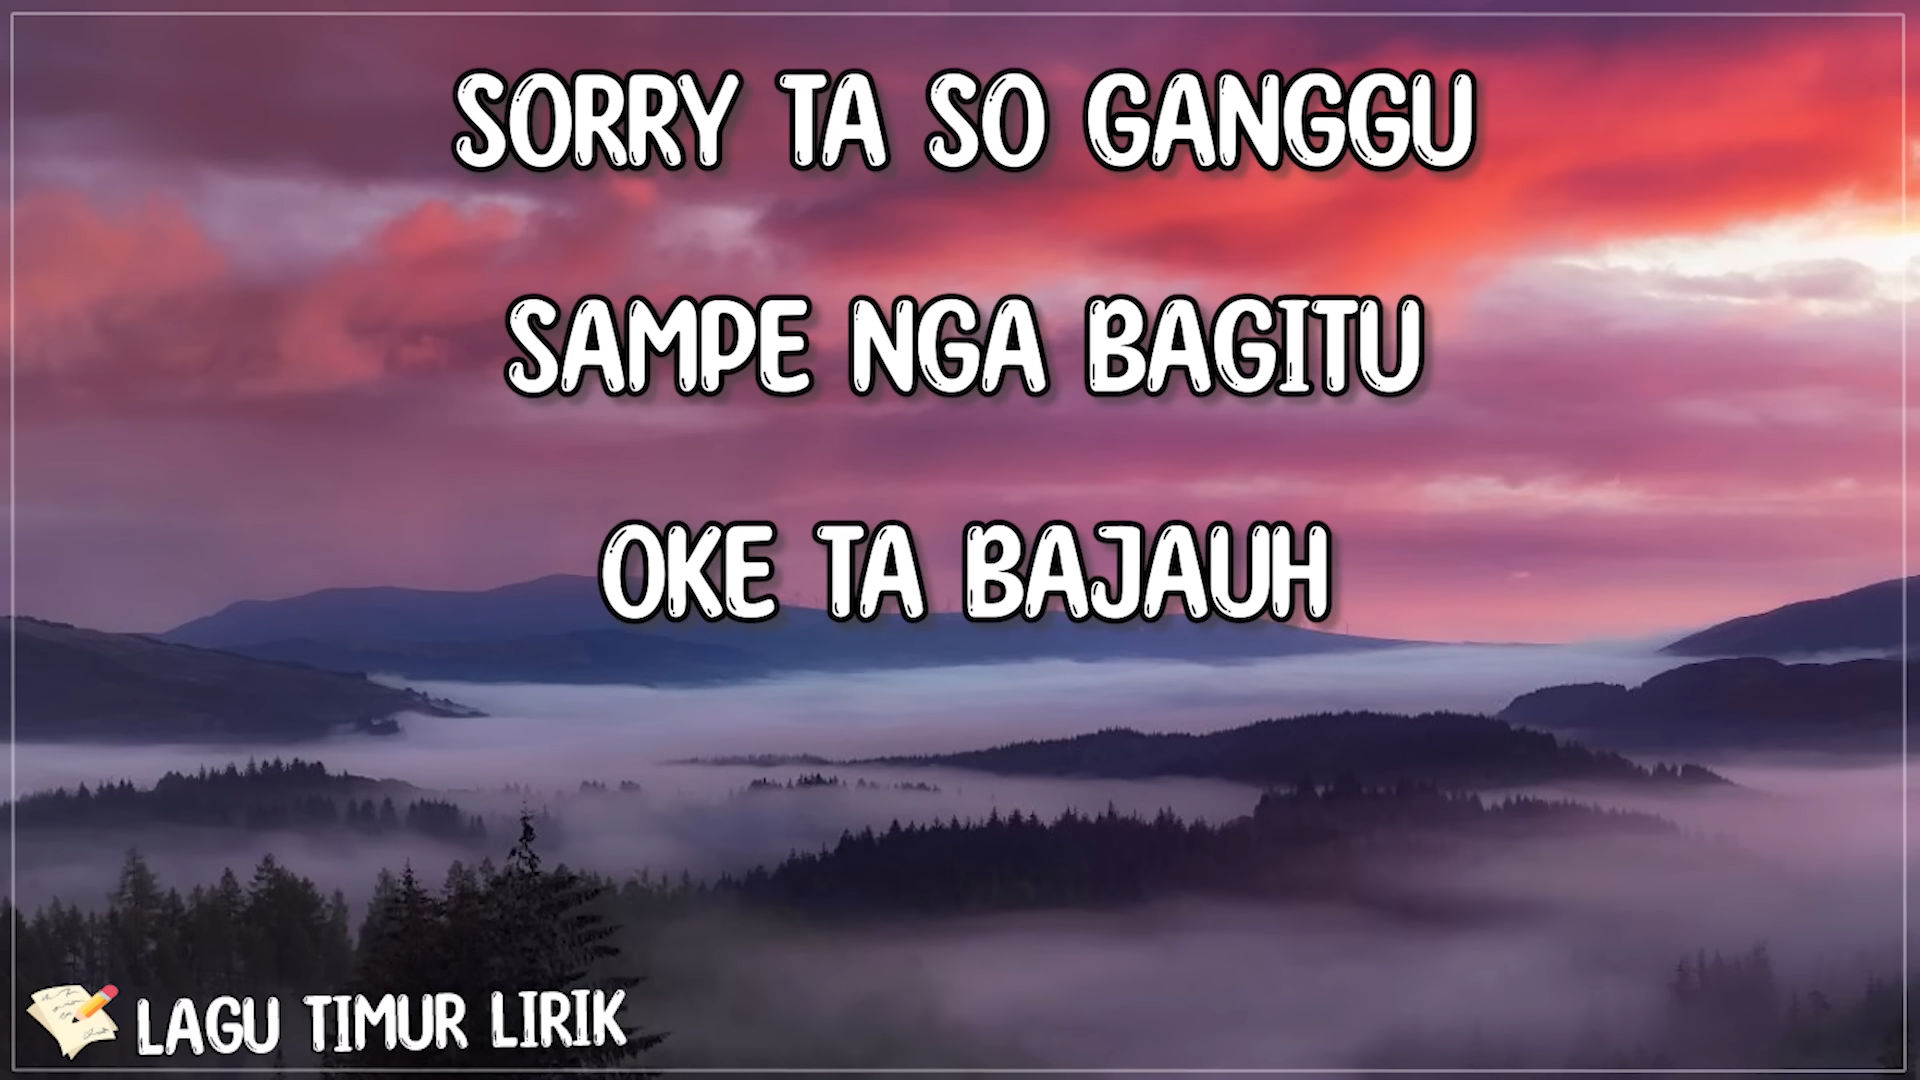 SORRY TA SO GANGGU
SAMPE NGA BAGITU
OKE TA BAJAUH
LAGU TIMUR LIRIK